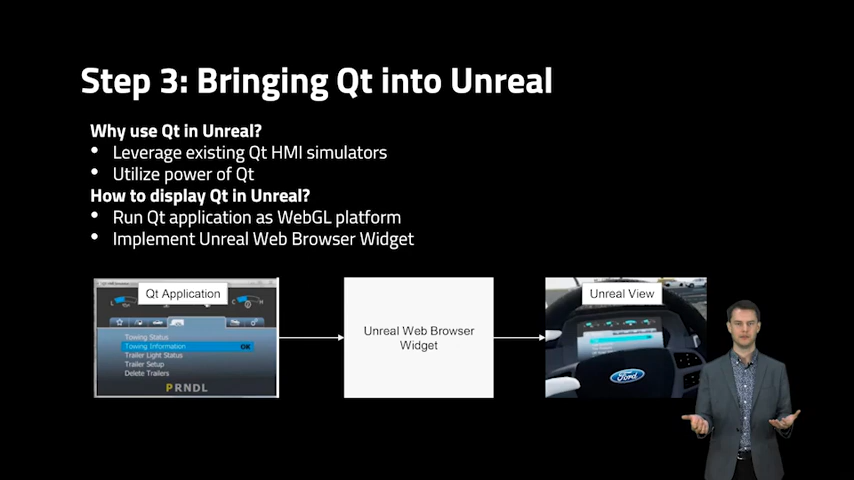 Step 3: Bringing Qt into Unreal
Why use Qt in Unreal?
• Leverage existing Qt HMI simulators
• Utilize power of Qt
How to display Qt in Unreal?
• Run Qt application as WebGL platform
• Implement Unreal Web Browser Widget
Qt Application
L
C
H
Towing Status
Towing Information OK
Trailer Light Status
Trailer Setup
Delete Trailers
PRNDL
Unreal Web Browser
Widget
Unreal View
Ford